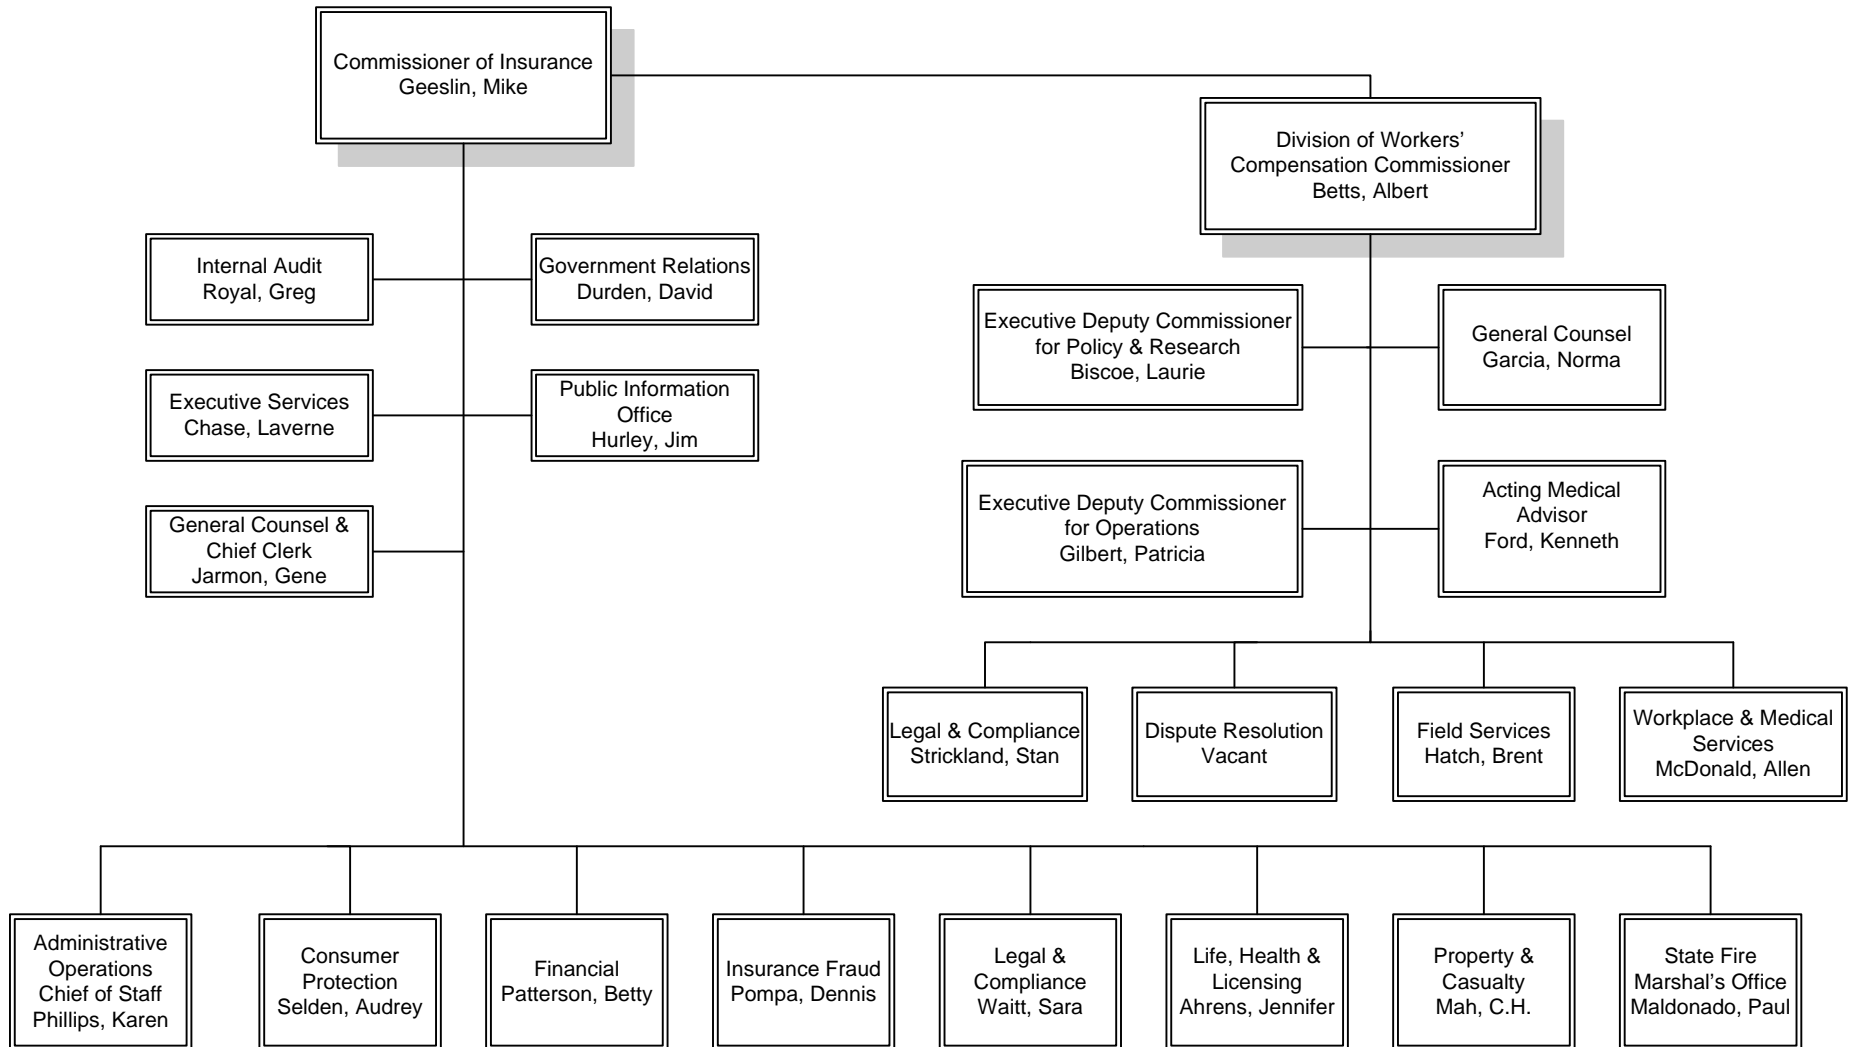 Commissioner of Insurance
Geeslin, Mike
Division of Workers’
Compensation Commissioner
Betts, Albert
Internal Audit
Royal, Greg
Government Relations
Durden, David
Executive Services
Chase, Laverne
Public Information
Office
Hurley, Jim
General Counsel &
Chief Clerk
Jarmon, Gene
Executive Deputy Commissioner
for Policy & Research
Biscoe, Laurie
General Counsel
Garcia, Norma
Executive Deputy Commissioner
for Operations
Gilbert, Patricia
Acting Medical
Advisor
Ford, Kenneth
Legal & Compliance
Strickland, Stan
Dispute Resolution
Vacant
Field Services
Hatch, Brent
Workplace & Medical
Services
McDonald, Allen
Administrative
Operations
Chief of Staff
Phillips, Karen
Consumer
Protection
Selden, Audrey
Financial
Patterson, Betty
Insurance Fraud
Pompa, Dennis
Legal &
Compliance
Waitt, Sara
Life, Health &
Licensing
Ahrens, Jennifer
Property &
Casualty
Mah, C.H.
State Fire
Marshal’s Office
Maldonado, Paul